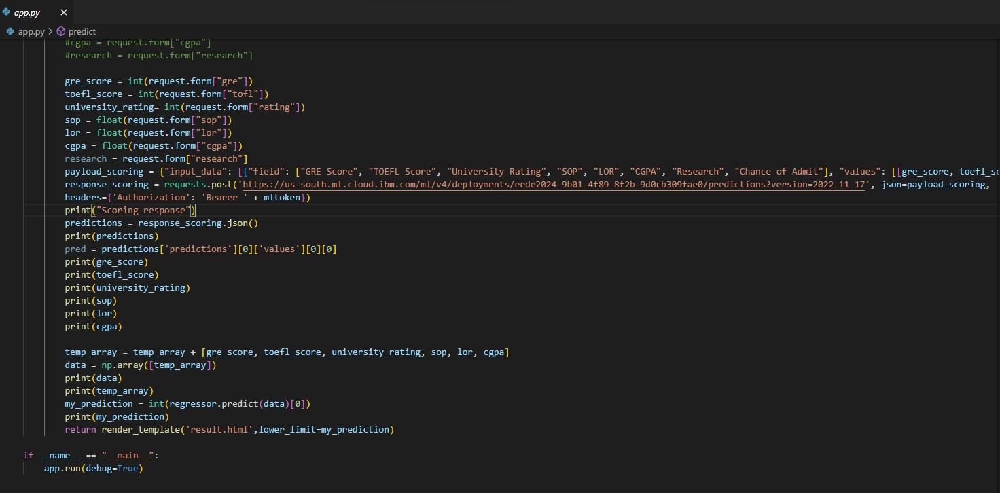 app.py
app.py > predict
#cgpa = request.form["cgpa"]
#research = request.form["research"]
gre_score = int(request.form["gre"])
toefl_score = int(request.form["tofl"])
university_rating= int(request.form["rating"])
sop = float(request.form["sop"])
lor = float(request.form["lor"])
cgpa = float(request.form["cgpa"])
research = request.form["research"]
payload_scoring = {"input_data": [{"field": ["GRE Score", "TOEFL Score", "University Rating", "SOP", "LOR", "CGPA", "Research", "Chance of Admit"], "values": [[gre_score, toefl_sc
response_scoring = requests.post('https://us-south.ml.cloud.ibm.com/ml/v4/deployments/eede2024-9b01-4f89-8f2b-9d0cb309fae0/predictions?version=2022-11-17', json=payload_scoring,
headers={'Authorization': 'Bearer ' + mltoken})
print("Scoring response")
predictions = response_scoring.json()
print(predictions)
pred = predictions['predictions'][0]['values'][0][0]
print(gre_score)
print(toefl_score)
print(university_rating)
print(sop)
print(lor)
print(cgpa)
temp_array = temp_array + [gre_score, toefl_score, university_rating, sop, lor, cgpa]
data = np.array([temp_array])
print(data)
print(temp_array)
my_prediction = int(regressor.predict(data)[0])
print(my_prediction)
return render_template('result.html',lower_limit=my_prediction)
if __name__ == "__main__":
app.run(debug=True)